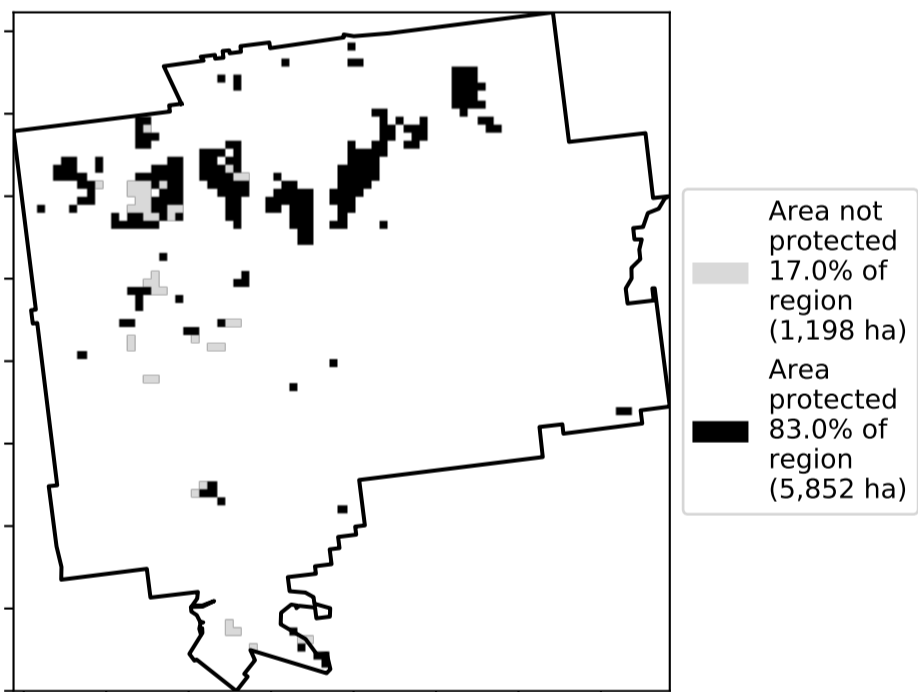 Area not
protected
17.0% of
region
(1,198 ha)
Area
protected
83.0% of
region
(5,852 ha)